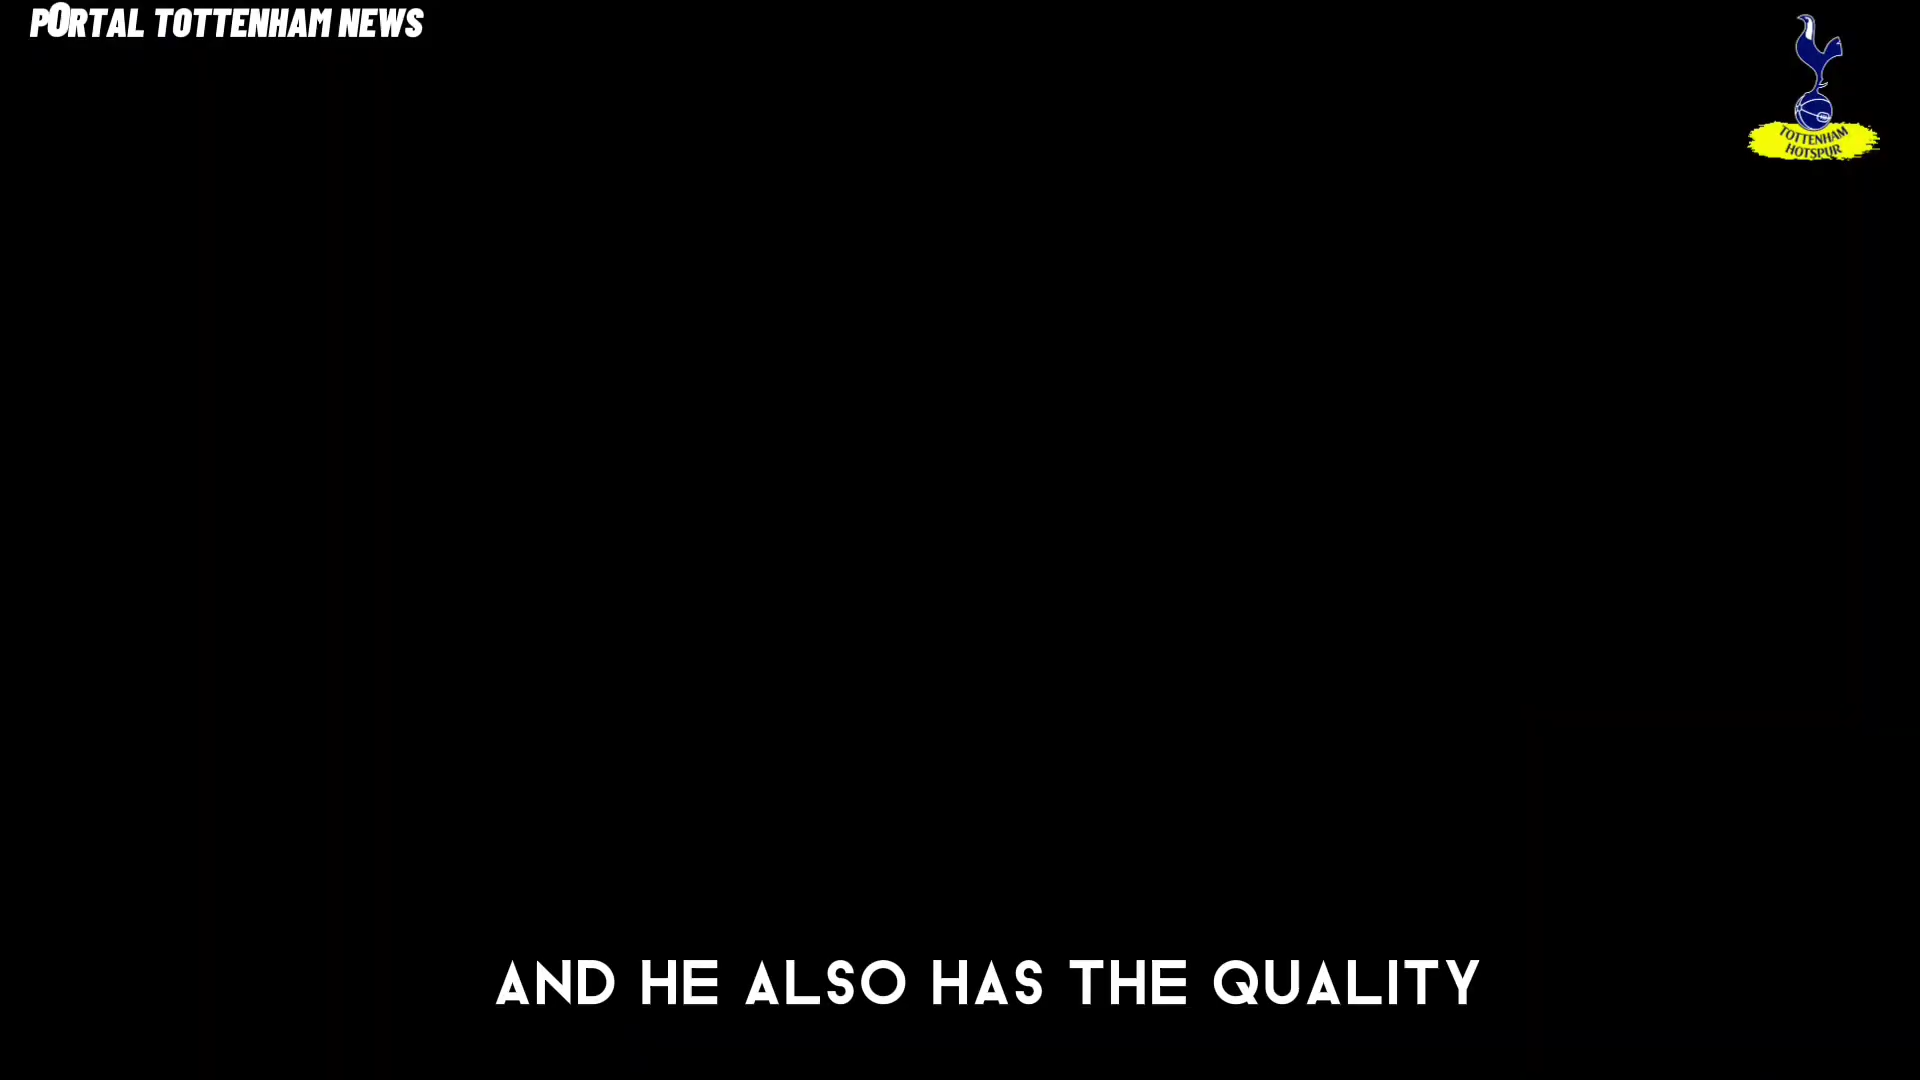 PORTAL TOTTENHAM NEWS
TOTTENHAM
HOTSPUR
AND HE ALSO HAS THE QUALITY